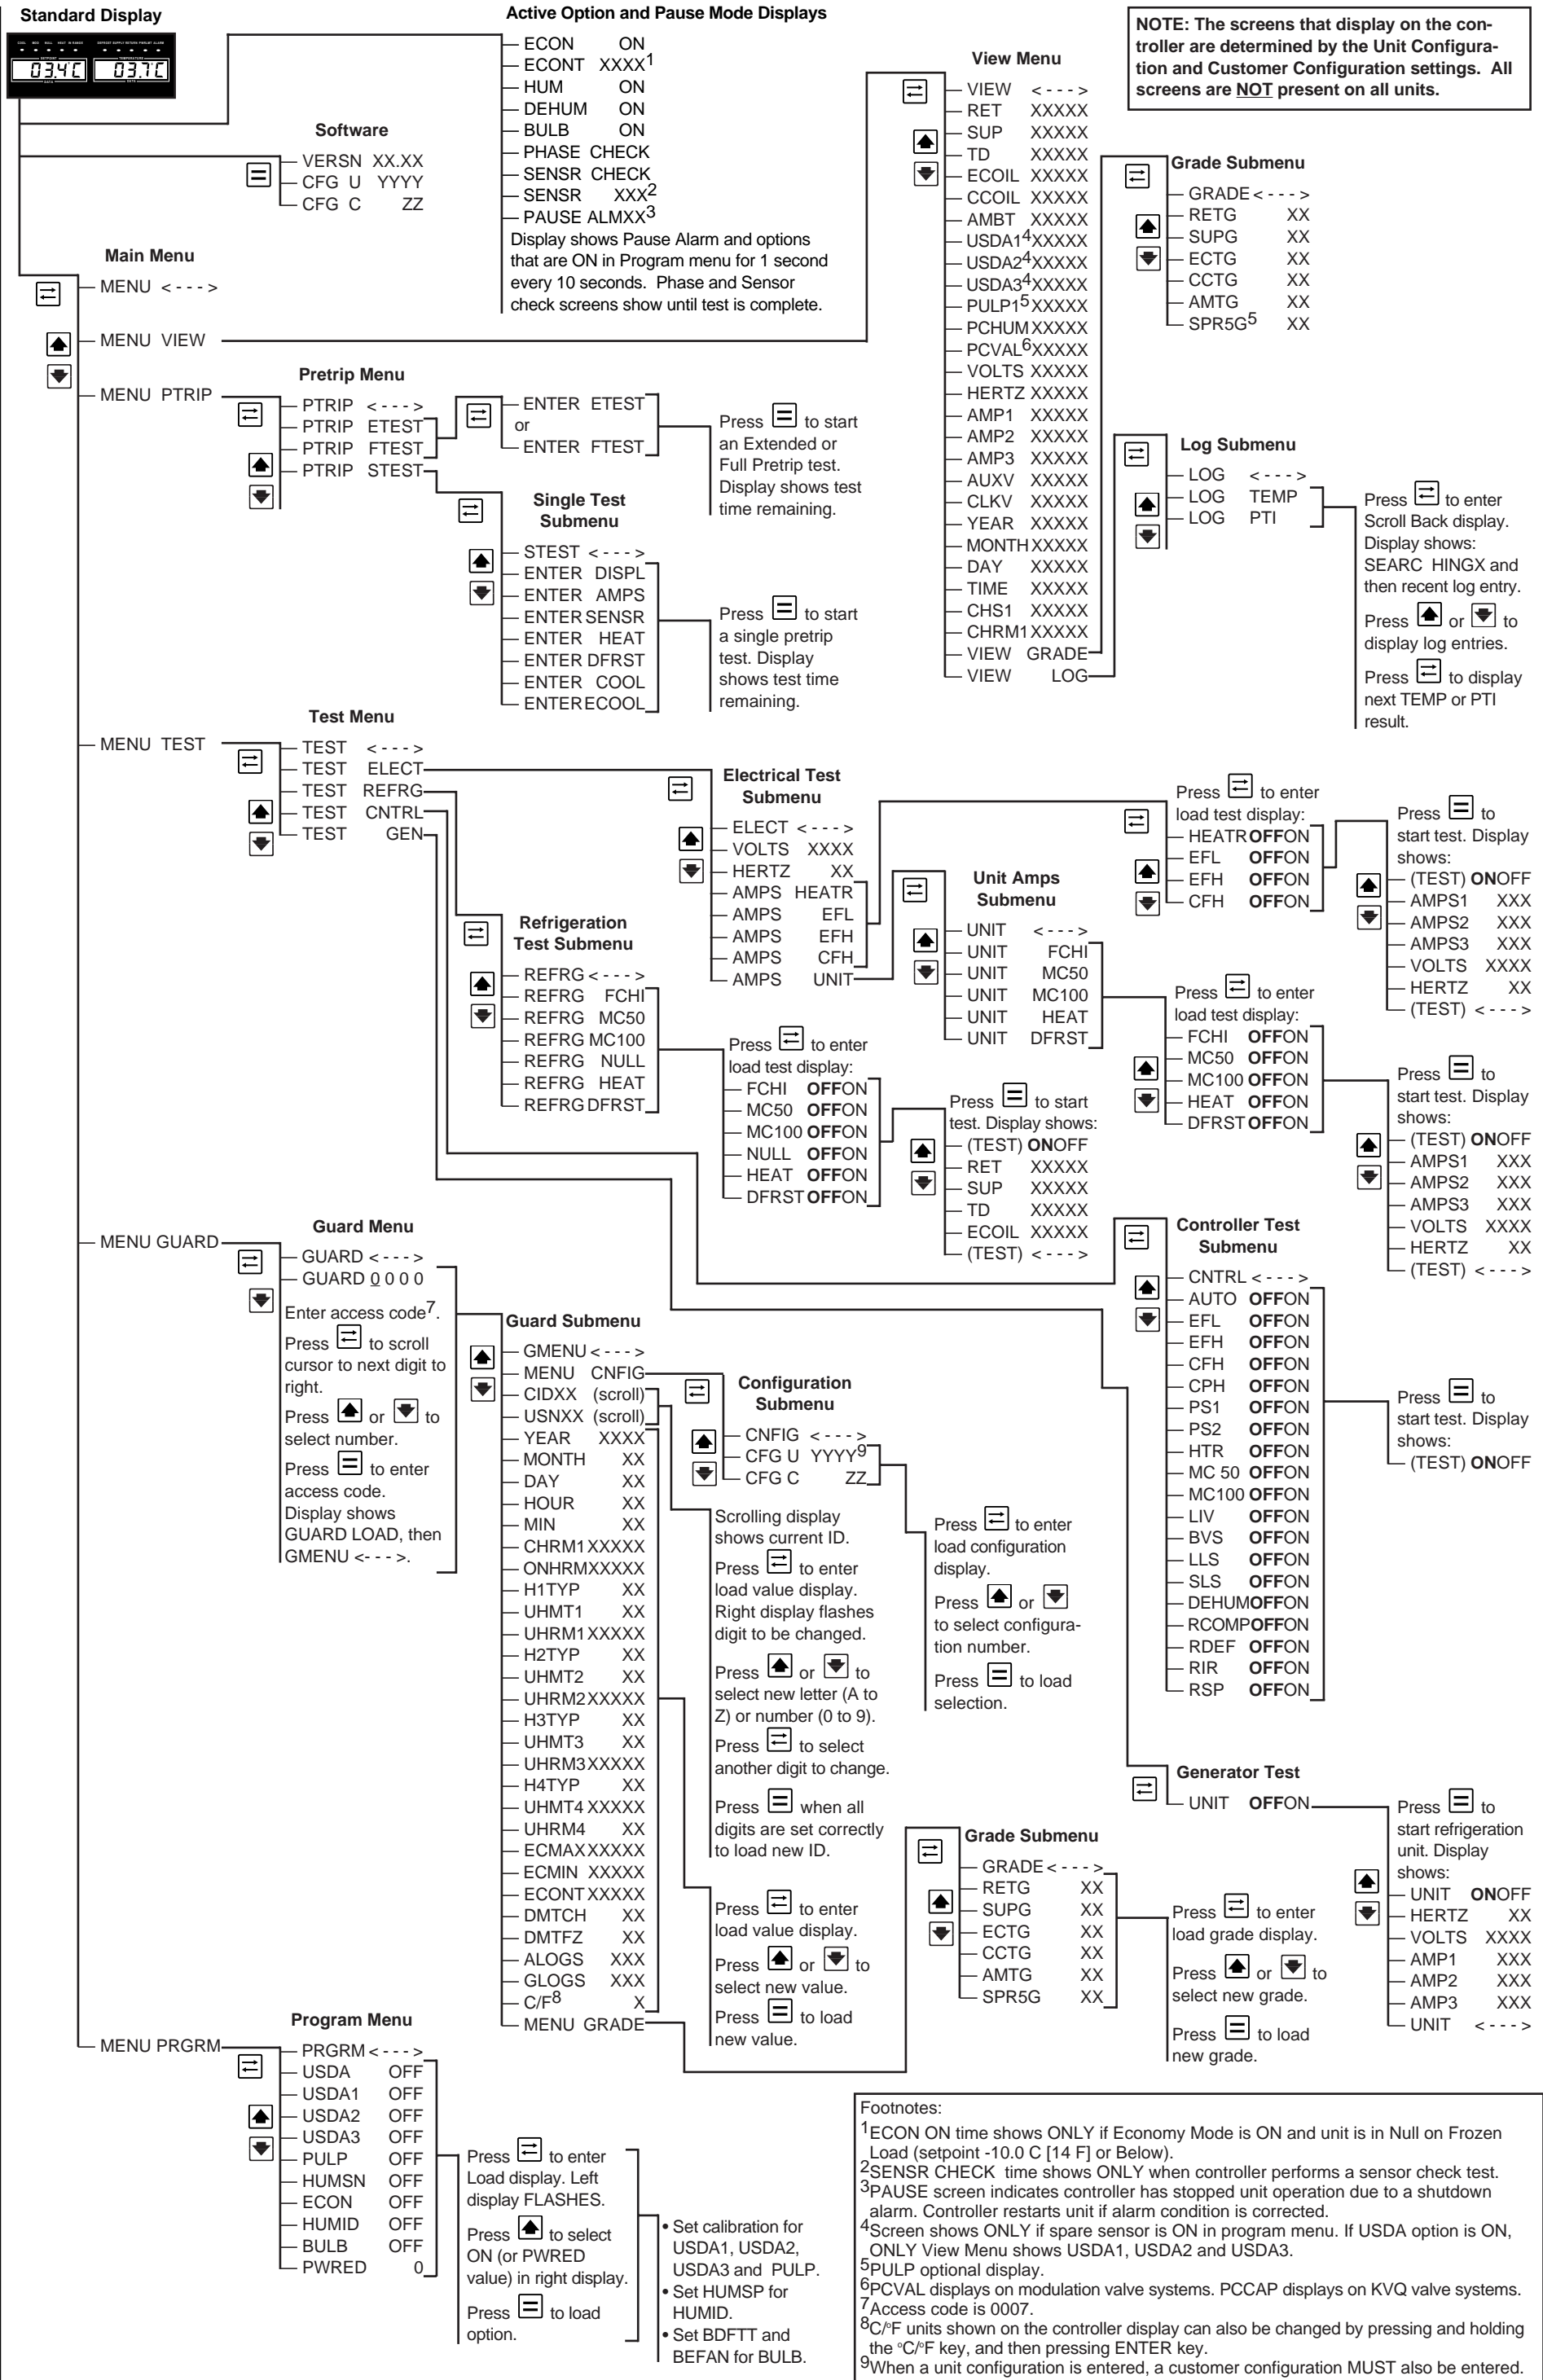 Standard Display
03.4°C 03.7°C
Active Option and Pause Mode Displays
ECON ON
ECONT XXXX1
HUM ON
DEHUM ON
BULB ON
PHASE CHECK
SENSR CHECK
SENSR XXX2
PAUSE ALMXX3
Display shows Pause Alarm and options
that are ON in Program menu for 1 second
every 10 seconds. Phase and Sensor
check screens show until test is complete.
NOTE: The screens that display on the con-
troller are determined by the Unit Configura-
tion and Customer Configuration settings. All
screens are NOT present on all units.
Software
VERSN XX.XX
CFG U YYYY
CFG C ZZ
Main Menu
MENU <--->
MENU VIEW
MENU PTRIP
MENU TEST
MENU GUARD
MENU PRGRM
View Menu
VIEW <--->
RET XXXXX
SUP XXXXX
TD XXXXX
ECOIL XXXXX
CCOIL XXXXX
AMBT XXXXX
USDA14XXXXX
USDA24XXXXX
USDA34XXXXX
PULP15XXXXX
PCHUM XXXXX
PCVAL6XXXXX
VOLTS XXXXX
HERTZ XXXXX
AMP1 XXXXX
AMP2 XXXXX
AMP3 XXXXX
AUXV XXXXX
CLKV XXXXX
YEAR XXXXX
MONTH XXXXX
DAY XXXXX
TIME XXXXX
CHS1 XXXXX
CHRM1 XXXXX
VIEW GRADE
VIEW LOG
Grade Submenu
GRADE <--->
RETG XX
SUPG XX
ECTG XX
CCTG XX
AMTG XX
SPR5G5 XX
Log Submenu
LOG <--->
LOG TEMP
LOG PTI
Press to enter
Scroll Back display.
Display shows:
SEARC HINGX and
then recent log entry.
Press or to
display log entries.
Press to display
next TEMP or PTI
result.
Pretrip Menu
PTRIP <--->
PTRIP ETEST
PTRIP FTEST
PTRIP STEST
ENTER ETEST
or
ENTER FTEST
Press = to start
an Extended or
Full Pretrip test.
Display shows test
time remaining.
Single Test
Submenu
STEST <--->
ENTER DISPL
ENTER AMPS
ENTER SENSR
ENTER HEAT
ENTER DFRST
ENTER COOL
ENTER ECOOL
Press = to start
a single pretrip
test. Display
shows test time
remaining.
Test Menu
TEST <--->
TEST ELECT
TEST REFRG
TEST CNTRL
TEST GEN
Electrical Test
Submenu
ELECT <--->
VOLTS XXXX
HERTZ XX
AMPS HEATR
AMPS EFL
AMPS EFH
AMPS CFH
AMPS UNIT
Press to enter
load test display:
HEATR OFFON
EFL OFFON
EFH OFFON
CFH OFFON
Press = to
start test. Display
shows:
(TEST) ONOFF
AMPS1 XXX
AMPS2 XXX
AMPS3 XXX
VOLTS XXXX
HERTZ XX
(TEST) <--->
Unit Amps
Submenu
UNIT <--->
UNIT FCHI
UNIT MC50
UNIT MC100
UNIT HEAT
UNIT DFRST
Press to enter
load test display:
FCHI OFFON
MC50 OFFON
MC100 OFFON
HEAT OFFON
DFRST OFFON
Press = to
start test. Display
shows:
(TEST) ONOFF
AMPS1 XXX
AMPS2 XXX
AMPS3 XXX
VOLTS XXXX
HERTZ XX
(TEST) <--->
Refrigeration
Test Submenu
REFRG <--->
REFRG FCHI
REFRG MC50
REFRG MC100
REFRG NULL
REFRG HEAT
REFRG DFRST
Press to enter
load test display:
FCHI OFFON
MC50 OFFON
MC100 OFFON
NULL OFFON
HEAT OFFON
DFRST OFFON
Press = to start
test. Display shows:
(TEST) ONOFF
RET XXXXX
SUP XXXXX
TD XXXXX
ECOIL XXXXX
(TEST) <--->
Controller Test
Submenu
CNTRL <--->
AUTO OFFON
EFL OFFON
EFH OFFON
CFH OFFON
CPH OFFON
PS1 OFFON
PS2 OFFON
HTR OFFON
MC 50 OFFON
MC100 OFFON
LIV OFFON
BVS OFFON
LLS OFFON
SLS OFFON
DEHUM OFFON
RCOMP OFFON
RDEF OFFON
RIR OFFON
RSP OFFON
Press = to
start test. Display
shows:
(TEST) ONOFF
Guard Menu
GUARD <--->
GUARD 0 0 0 0
Enter access code7.
Press to scroll
cursor to next digit to
right.
Press or to
select number.
Press = to enter
access code.
Display shows
GUARD LOAD, then
GMENU <--->.
Guard Submenu
GMENU <--->
MENU CNFIG
CIDXX (scroll)
USNXX (scroll)
YEAR XXXX
MONTH XX
DAY XX
HOUR XX
MIN XX
CHRM1 XXXXX
ONHRM XXXXX
H1TYP XX
UHMT1 XX
UHRM1 XXXXX
H2TYP XX
UHMT2 XX
UHRM2 XXXXX
H3TYP XX
UHMT3 XX
UHRM3 XXXXX
H4TYP XX
UHMT4 XXXXX
UHRM4 XX
ECMAX XXXXX
ECMIN XXXXX
ECONT XXXXX
DMTCH XX
DMTFZ XX
ALOGS XXX
GLOGS XXX
C/F8 X
MENU GRADE
Configuration
Submenu
CNFIG <--->
CFG U YYYY9
CFG C ZZ
Scrolling display
shows current ID.
Press to enter
load value display.
Right display flashes
digit to be changed.
Press or to
select new letter (A to
Z) or number (0 to 9).
Press to select
another digit to change.
Press = when all
digits are set correctly
to load new ID.
Press to enter
load configuration
display.
Press or
to select configura-
tion number.
Press = to load
selection.
Press to enter
load value display.
Press or to
select new value.
Press = to load
new value.
Grade Submenu
GRADE <--->
RETG XX
SUPG XX
ECTG XX
CCTG XX
AMTG XX
SPR5G XX
Press to enter
load grade display.
Press or to
select new grade.
Press = to load
new grade.
Generator Test
UNIT OFFON
Press = to
start refrigeration
unit. Display
shows:
UNIT ONOFF
HERTZ XX
VOLTS XXXX
AMP1 XXX
AMP2 XXX
AMP3 XXX
UNIT <--->
Program Menu
PRGRM <--->
USDA OFF
USDA1 OFF
USDA2 OFF
USDA3 OFF
PULP OFF
HUMSN OFF
ECON OFF
HUMID OFF
BULB OFF
PWRED 0
Press to enter
Load display. Left
display FLASHES.
Press to select
ON (or PWRED
value) in right display.
Press = to load
option.
• Set calibration for
USDA1, USDA2,
USDA3 and PULP.
• Set HUMSP for
HUMID.
• Set BDFTT and
BEFAN for BULB.
Footnotes:
1ECON ON time shows ONLY if Economy Mode is ON and unit is in Null on Frozen
Load (setpoint -10.0 C [14 F] or Below).
2SENSR CHECK time shows ONLY when controller performs a sensor check test.
3PAUSE screen indicates controller has stopped unit operation due to a shutdown
alarm. Controller restarts unit if alarm condition is corrected.
4Screen shows ONLY if spare sensor is ON in program menu. If USDA option is ON,
ONLY View Menu shows USDA1, USDA2 and USDA3.
5PULP optional display.
6PCVAL displays on modulation valve systems. PCCAP displays on KVQ valve systems.
7Access code is 0007.
8C/°F units shown on the controller display can also be changed by pressing and holding
the °C/°F key, and then pressing ENTER key.
9When a unit configuration is entered, a customer configuration MUST also be entered.